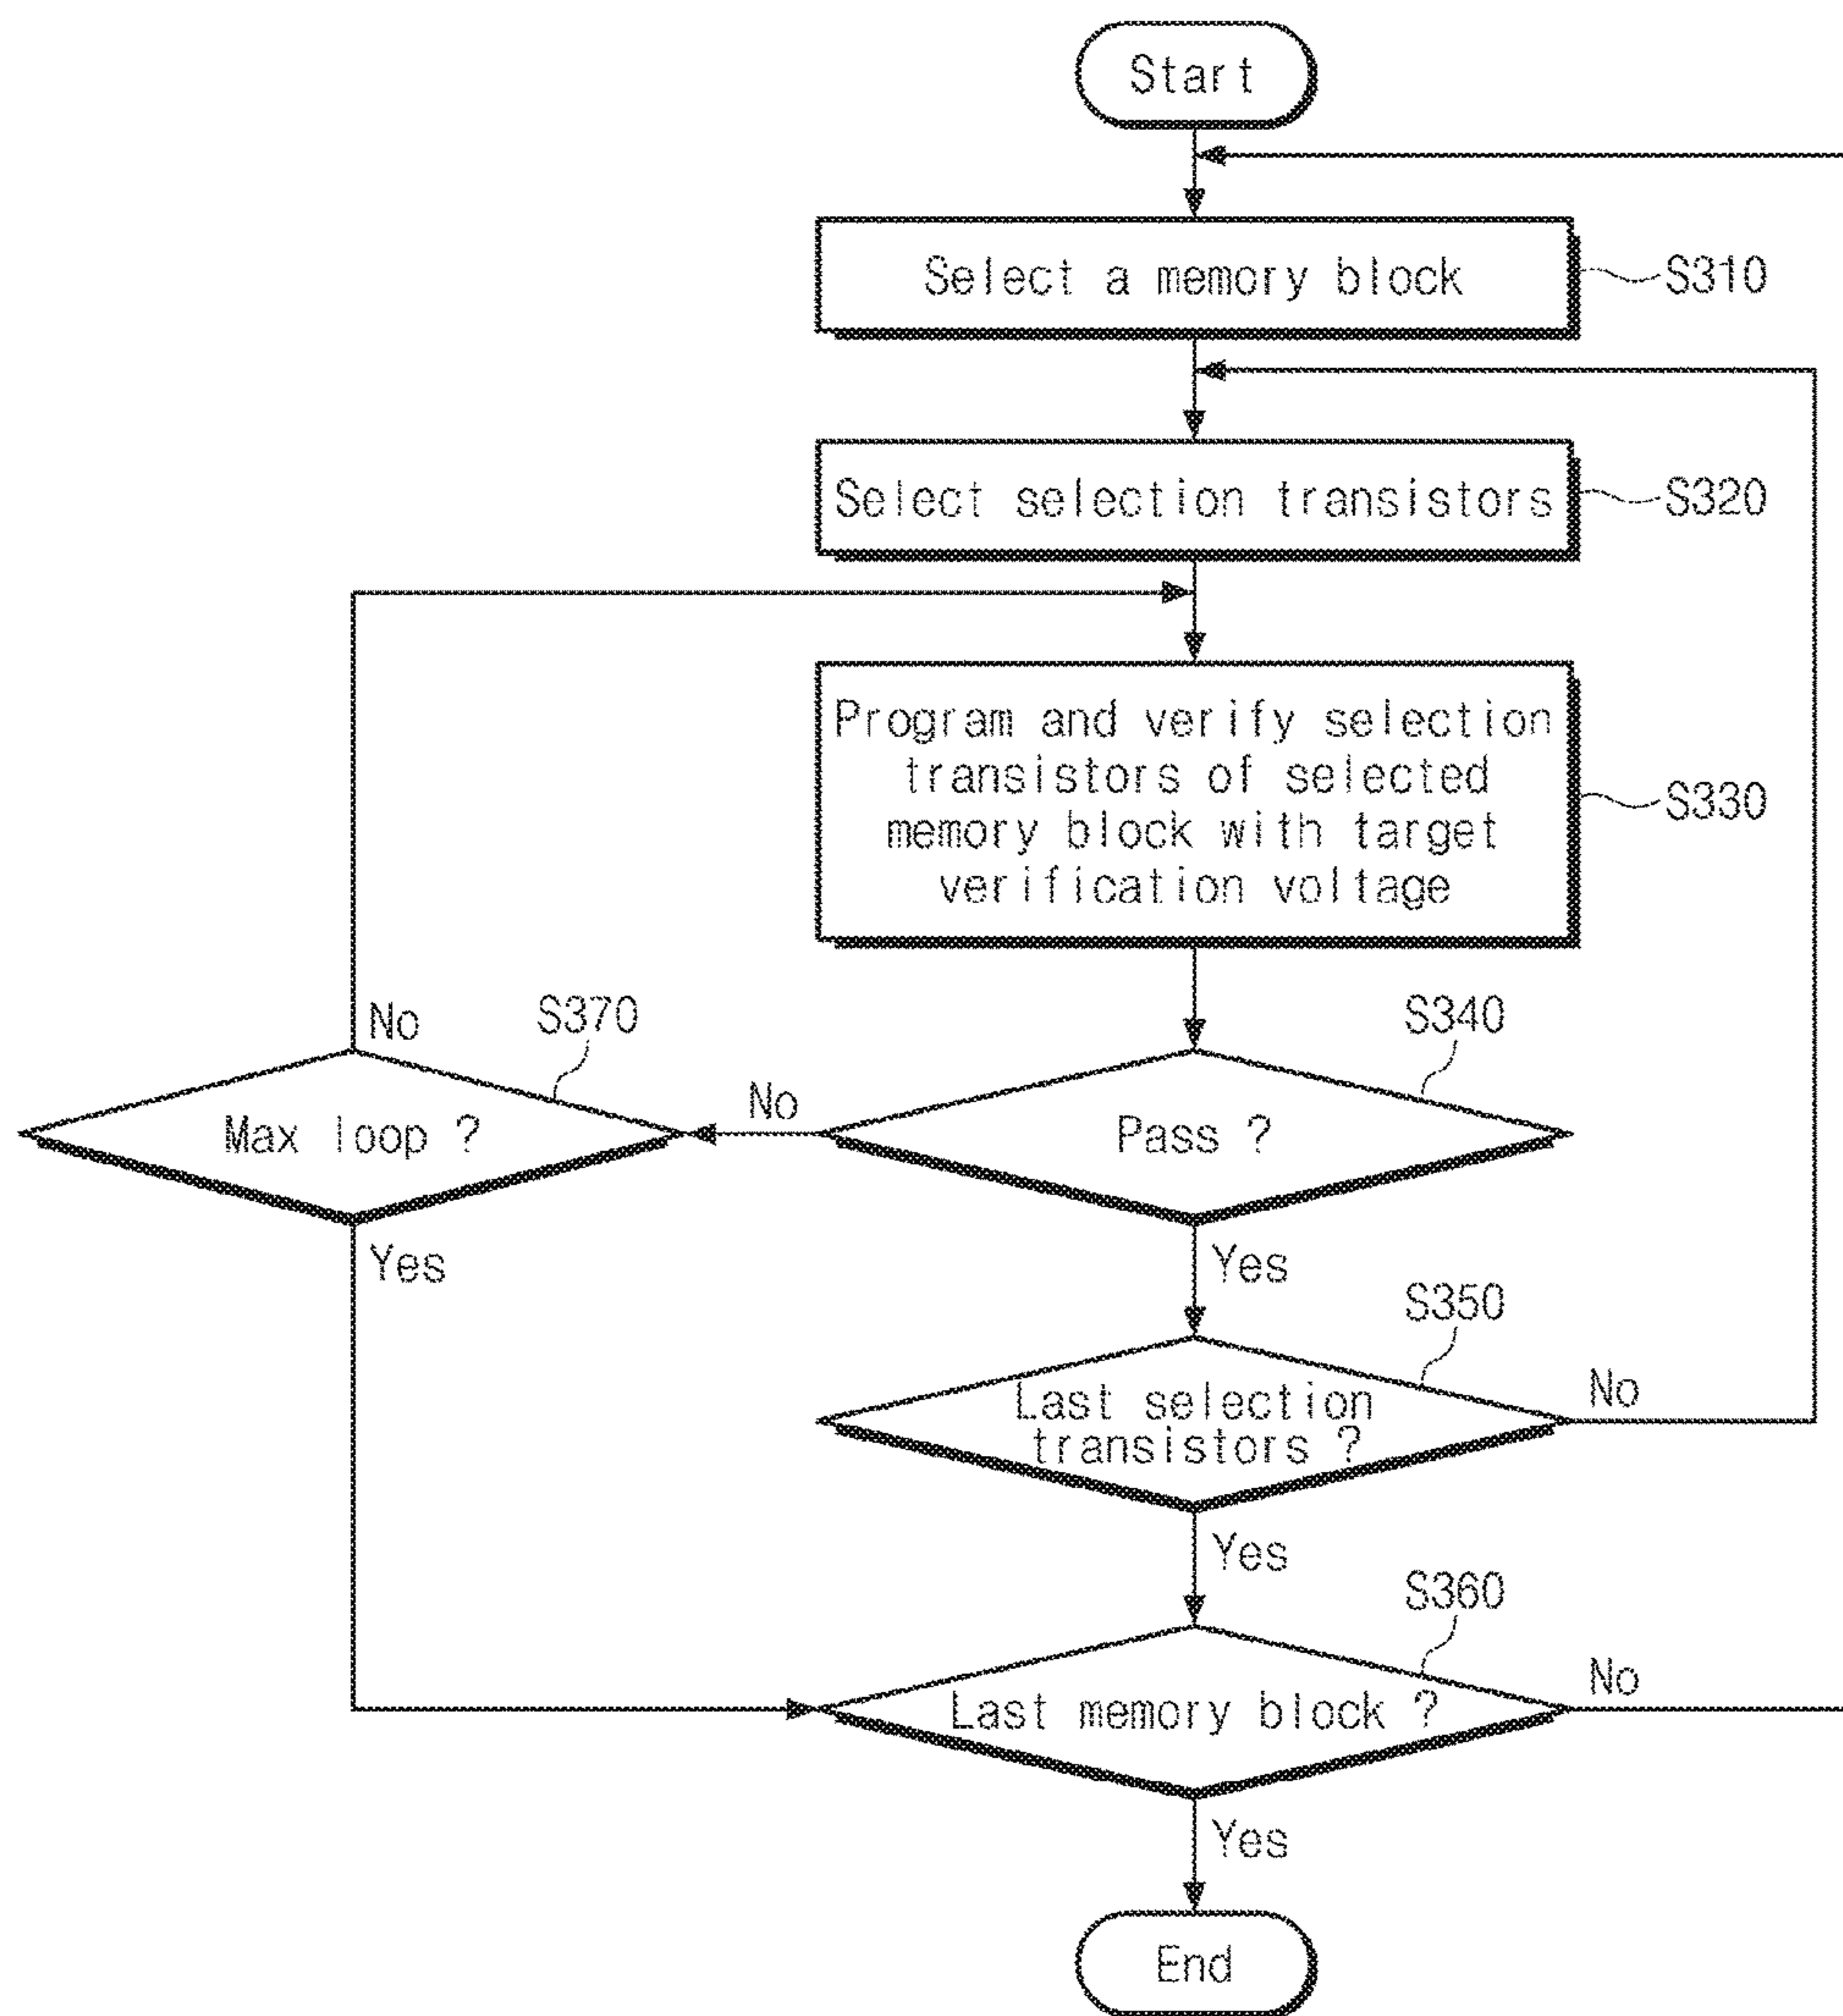 Start
Select a memory block
S310
Select selection transistors
S320
Program and verify selection
transistors of selected
memory block with target
verification voltage
S330
No
S370
S340
Max loop ?
No
Pass ?
Yes
Yes
S350
Last selection
transistors ?
No
Yes
S360
Last memory block ?
No
Yes
End